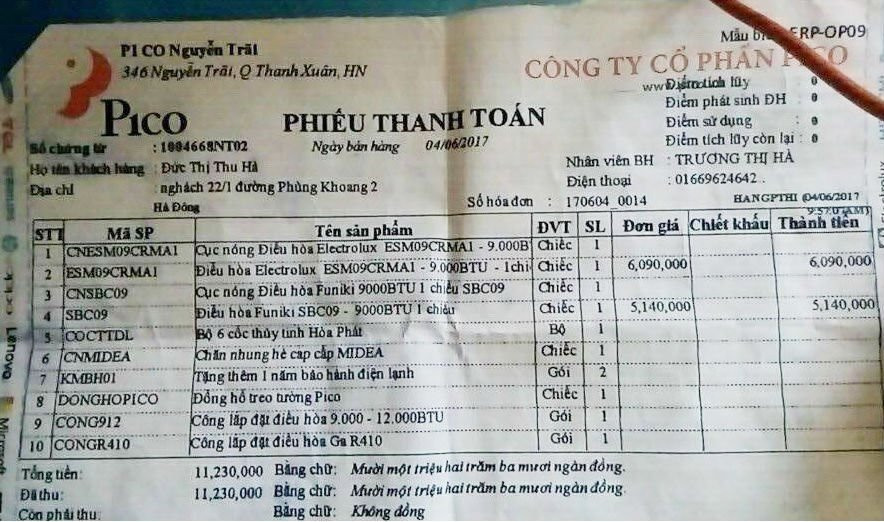 PICO Nguyễn Trãi
346 Nguyễn Trãi, Q Thanh Xuân, HN
PICO
Mẫu ERP-OP09
CÔNG TY CỔ PHẦN PICO
Điểm tích lũy : 0
Điểm phát sinh ĐH : 0
Điểm sử dụng : 0
Điểm tích lũy còn lại : 0
PHIẾU THANH TOÁN
Số chứng từ : 1004668NT02
Ngày bán hàng 04/06/2017
Họ tên khách hàng : Đức Thị Thu Hà
Nhân viên BH : TRƯƠNG THỊ HÀ
Địa chỉ : nghách 22/1 đường Phùng Khoang 2
Hà Đông
Điện thoại : 01669624642 .
Số hóa đơn : 170604_0014
HANGPTHI (04/06/2017
9:57:0 (AM)
STT Mã SP Tên sản phẩm ĐVT SL Đơn giá Chiết khấu Thành tiền
1 CNESM09CRMA1 Cục nóng Điều hòa Electrolux ESM09CRMA1 - 9.000B Chiếc 1
2 ESM09CRMA1 Điều hòa Electrolux ESM09CRMA1 - 9.000BTU - 1chi Chiếc 1 6,090,000 6,090,000
3 CNSBC09 Cục nóng Điều hòa Funiki 9000BTU 1 chiều SBC09 Chiếc 1
4 SBC09 Điều hòa Funiki SBC09 - 9000BTU 1 chiều Chiếc 1 5,140,000 5,140,000
5 COCTTDL Bộ 6 cốc thủy tinh Hòa Phát Bộ 1
6 CNMIDEA Chăn nhung hè cap cấp MIDEA Chiếc 1
7 KMBH01 Tặng thêm 1 năm bảo hành điện lạnh Gói 2
8 DONGHOPICO Đồng hồ treo tường Pico Chiếc 1
9 CONG912 Công lắp đặt điều hòa 9.000 - 12.000BTU Gói 1
10 CONGR410 Công lắp đặt điều hòa Ga R410 Gói 1
Tổng tiền: 11,230,000 Bằng chữ: Mười một triệu hai trăm ba mươi ngàn đồng.
Đã thu: 11,230,000 Bằng chữ: Mười một triệu hai trăm ba mươi ngàn đồng.
Còn phải thu: Bằng chữ: Không đồng
TCL
Lenovo